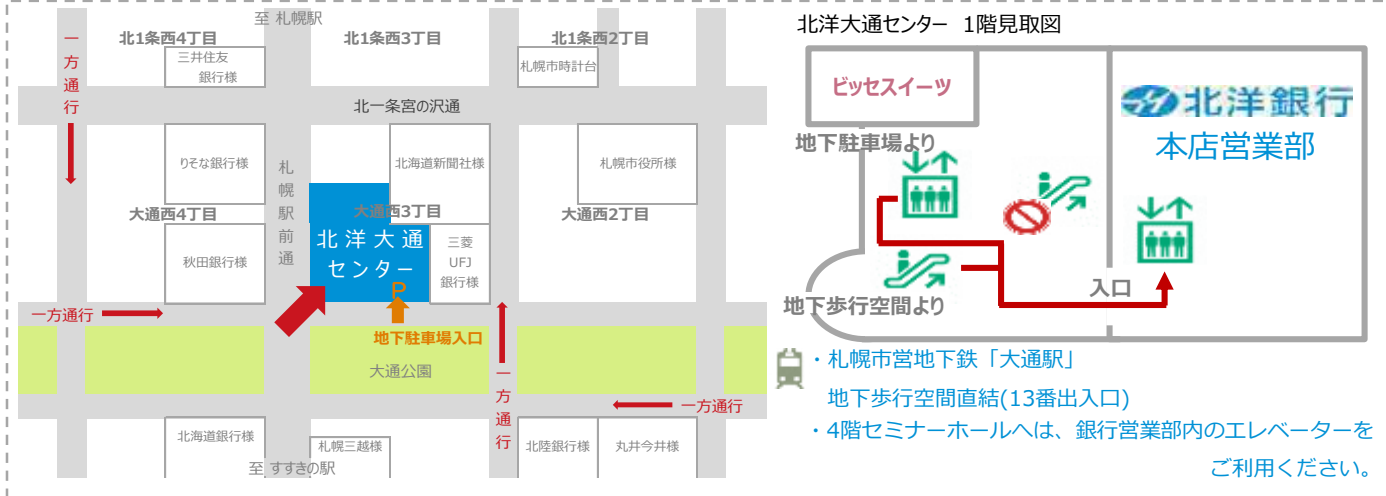 至 札幌駅
北1条西4丁目
北1条西3丁目
北1条西2丁目
一方通行
三井住友
銀行様
札幌市時計台
北一条宮の沢通
りそな銀行様
札幌駅前通
北海道新聞社様
札幌市役所様
大通西4丁目
大通西3丁目
大通西2丁目
秋田銀行様
北洋大通
センター
三菱
UFJ
銀行様
P
一方通行
地下駐車場入口
大通公園
一方通行
一方通行
北海道銀行様
札幌三越様
北陸銀行様
丸井今井様
至 すすきの駅
北洋大通センター 1階見取図
ビッセスイーツ
北洋銀行
本店営業部
地下駐車場より
入口
地下歩行空間より
・札幌市営地下鉄「大通駅」
地下歩行空間直結(13番出入口)
・4階セミナーホールへは、銀行営業部内のエレベーターを
ご利用ください。